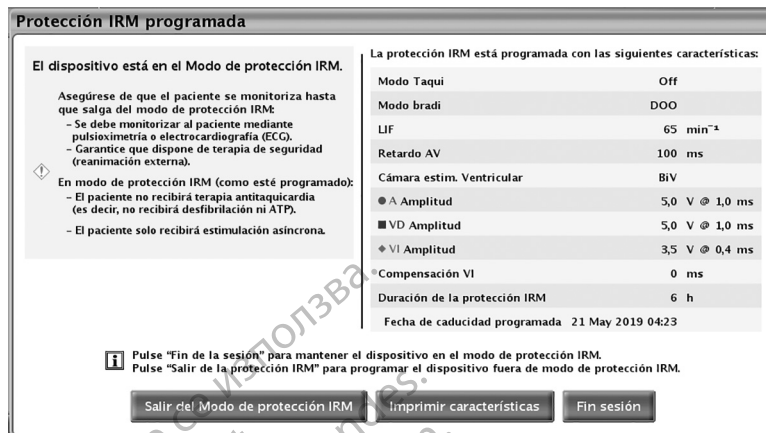 Protección IRM programada
El dispositivo está en el Modo de protección IRM.
Asegúrese de que el paciente se monitoriza hasta
que salga del modo de protección IRM:
– Se debe monitorizar al paciente mediante
pulsioximetría o electrocardiografía (ECG).
– Garantice que dispone de terapia de seguridad
(reanimación externa).
En modo de protección IRM (como esté programado):
– El paciente no recibirá terapia antitaquicardia
(es decir, no recibirá desfibrilación ni ATP).
– El paciente solo recibirá estimulación asíncrona.
La protección IRM está programada con las siguientes características:
Modo Taqui Off
Modo bradi DOO
LIF 65 min⁻¹
Retardo AV 100 ms
Cámara estim. Ventricular BiV
A Amplitud 5,0 V @ 1,0 ms
VD Amplitud 5,0 V @ 1,0 ms
VI Amplitud 3,5 V @ 0,4 ms
Compensación VI 0 ms
Duración de la protección IRM 6 h
Fecha de caducidad programada 21 May 2019 04:23
Pulse “Fin de la sesión” para mantener el dispositivo en el modo de protección IRM.
Pulse “Salir de la protección IRM” para programar el dispositivo fuera de modo de protección IRM.
Salir del Modo de protección IRM Imprimir características Fin sesión
използва.